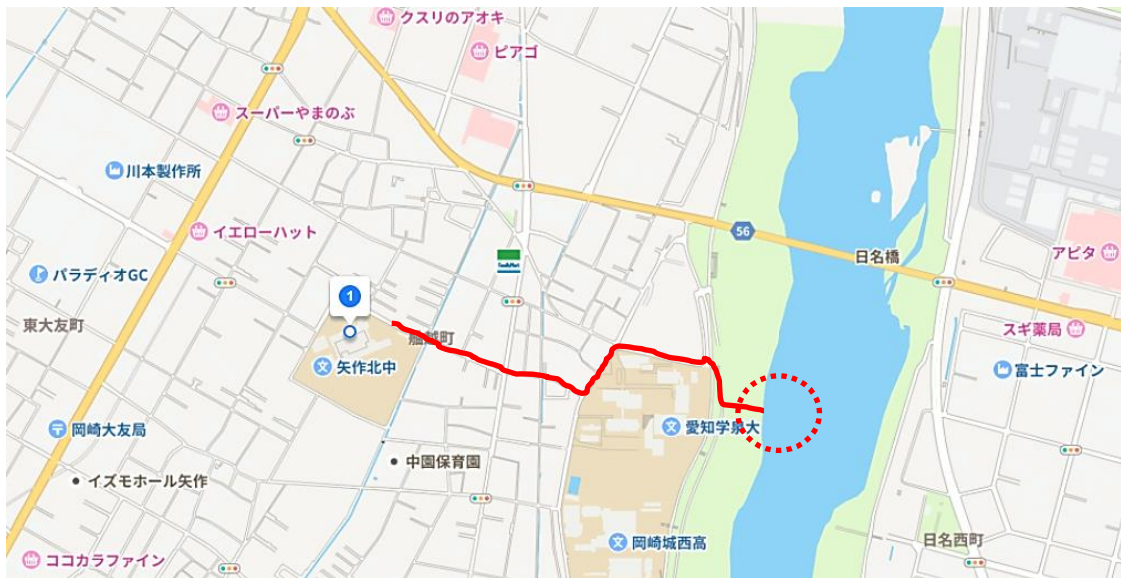 クスリのアオキ
ピアゴ
スーパーやまのぶ
川本製作所
イエローハット
56
日名橋
アピタ
パラディオGC
FamilyMart
1
東大友町
船越町
スギ薬局
矢作北中
富士ファイン
岡崎大友局
愛知学泉大
中園保育園
イズモホール矢作
岡崎城西高
日名西町
ココカラファイン